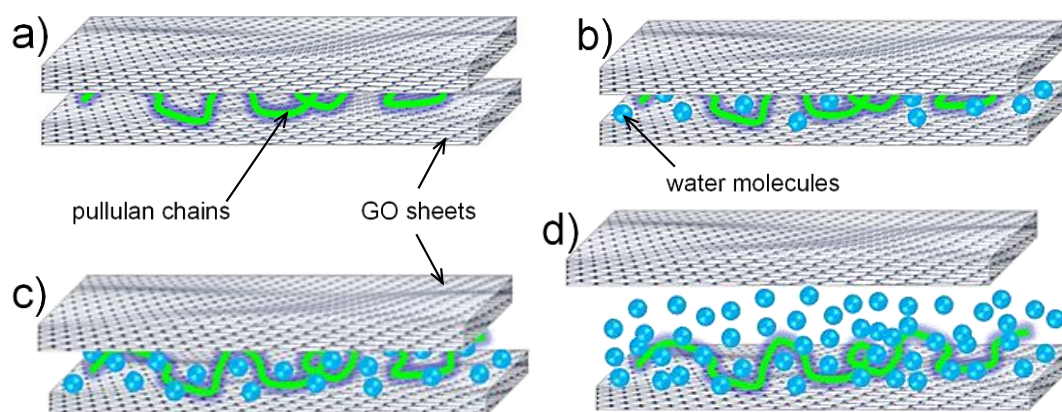 a)
b)
pullulan chains
GO sheets
water molecules
c)
d)